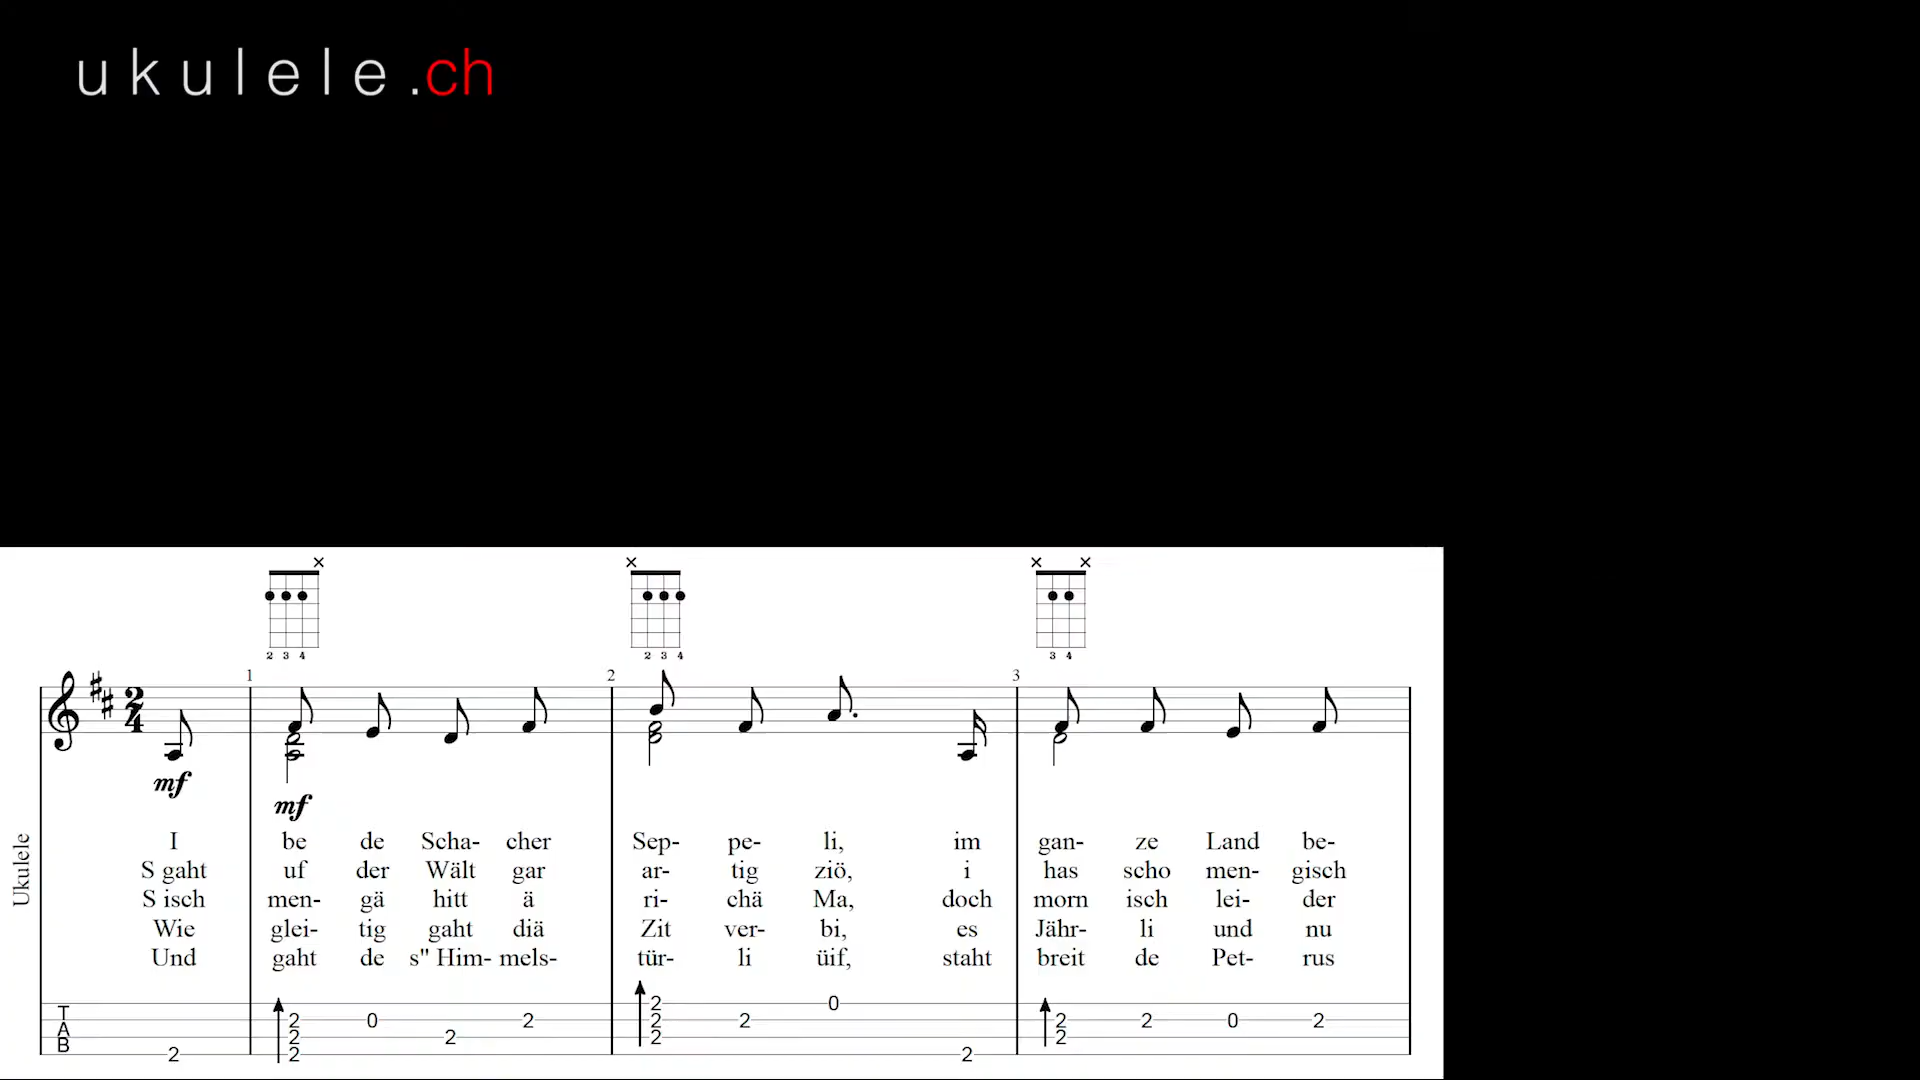 ukulele.ch
× × × ×
2 3 4 2 3 4 3 4
1 2 3
2
4
mf
mf
Ukulele
I be de Scha- cher Sep- pe- li, im gan- ze Land be-
S gaht uf der Wält gar ar- tig ziö, i has scho men- gisch
S isch men- gä hitt ä ri- chä Ma, doch morn isch lei- der
Wie glei- tig gaht diä Zit ver- bi, es Jähr- li und nu
Und gaht de s" Him- mels- tür- li üif, staht breit de Pet- rus
2 0
T 2 0 2 2 2 2 2 0 2
A 2 2 2 2
B 2 2 2